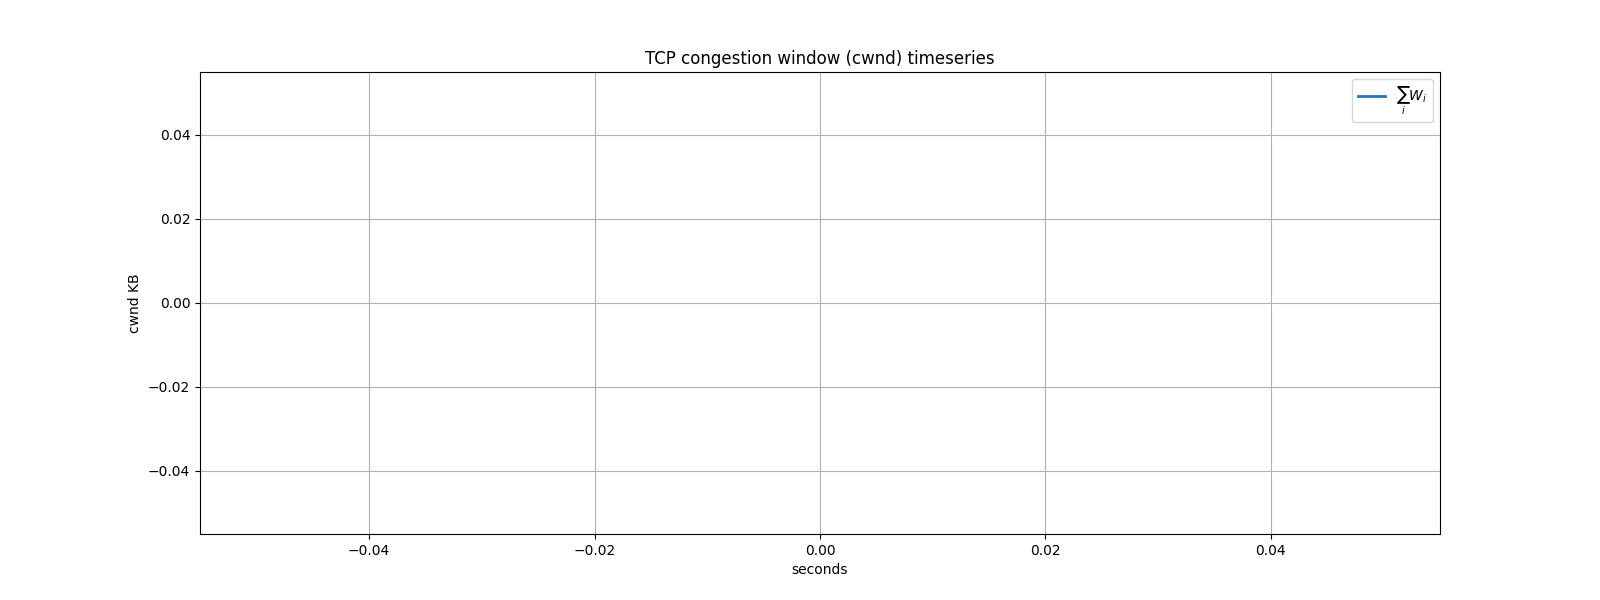 TCP congestion window (cwnd) timeseries
∑
i
W_i
0.04
0.02
0.00
−0.02
−0.04
cwnd KB
−0.04 −0.02 0.00 0.02 0.04
seconds